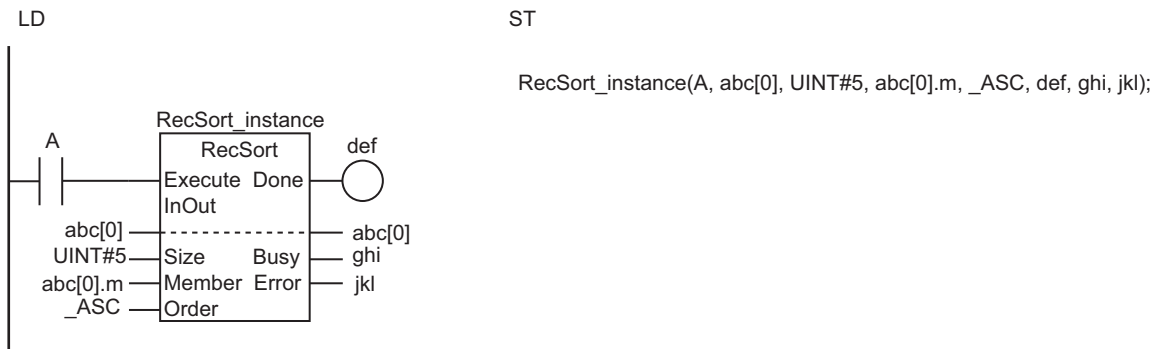 LD
ST
RecSort_instance(A, abc[0], UINT#5, abc[0].m, _ASC, def, ghi, jkl);
RecSort_instance
A
RecSort
def
Execute Done
InOut
abc[0]
abc[0]
UINT#5
Size Busy
ghi
abc[0].m
Member Error
jkl
_ASC
Order